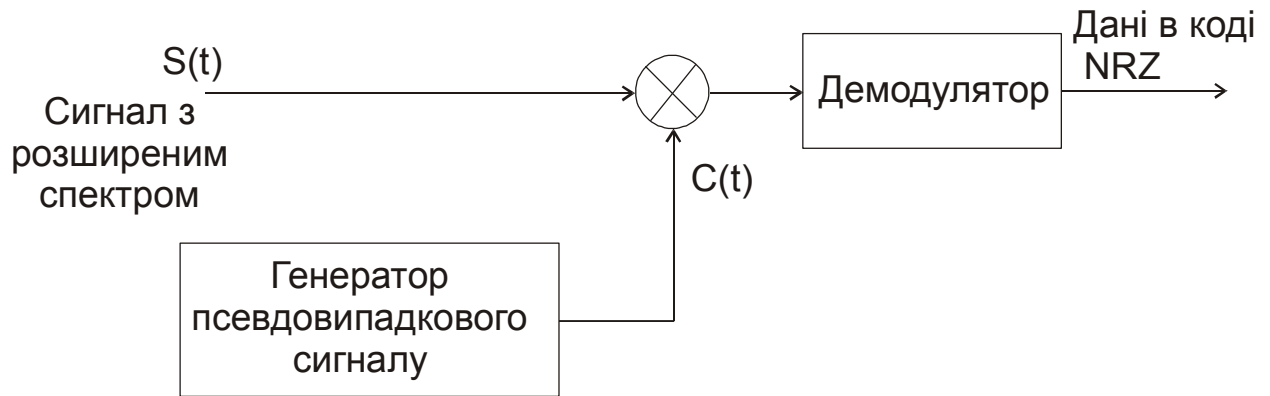 S(t)
Сигнал з
розширеним
спектром
C(t)
Генератор
псевдовипадкового
сигналу
Демодулятор
Дані в коді
NRZ